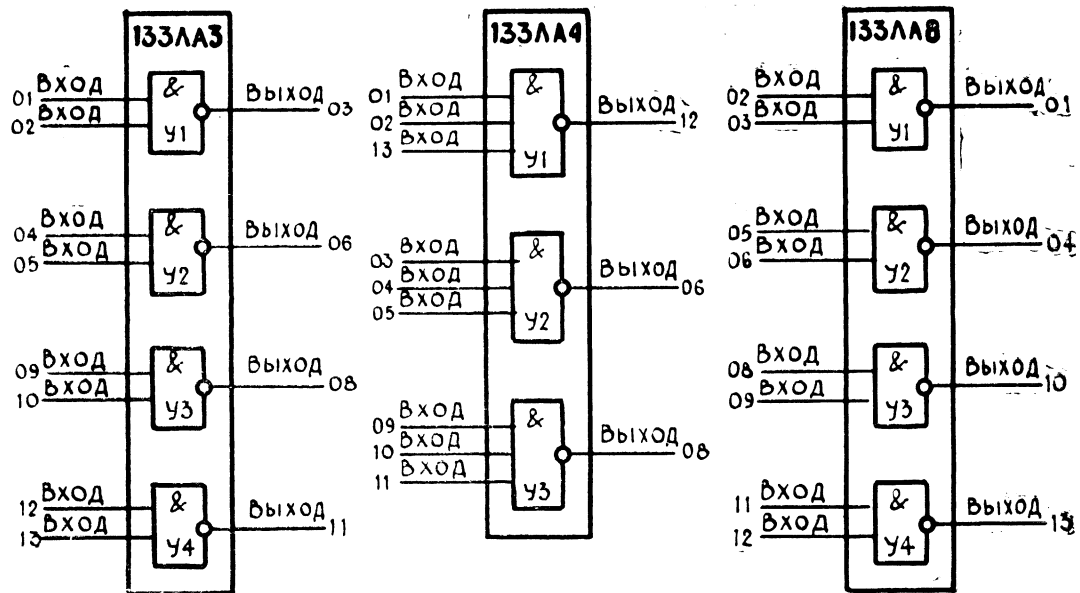 133ЛА3
ВХОД
01
ВХОД
02
&
У1
ВЫХОД
03
ВХОД
04
ВХОД
05
&
У2
ВЫХОД
06
ВХОД
09
ВХОД
10
&
У3
ВЫХОД
08
ВХОД
12
ВХОД
13
&
У4
ВЫХОД
11
133ЛА4
ВХОД
01
ВХОД
02
ВХОД
13
&
У1
ВЫХОД
12
ВХОД
03
ВХОД
04
ВХОД
05
&
У2
ВЫХОД
06
ВХОД
09
ВХОД
10
ВХОД
11
&
У3
ВЫХОД
08
133ЛА8
ВХОД
02
ВХОД
03
&
У1
ВЫХОД
01
ВХОД
05
ВХОД
06
&
У2
ВЫХОД
04
ВХОД
08
ВХОД
09
&
У3
ВЫХОД
10
ВХОД
11
ВХОД
12
&
У4
ВЫХОД
13